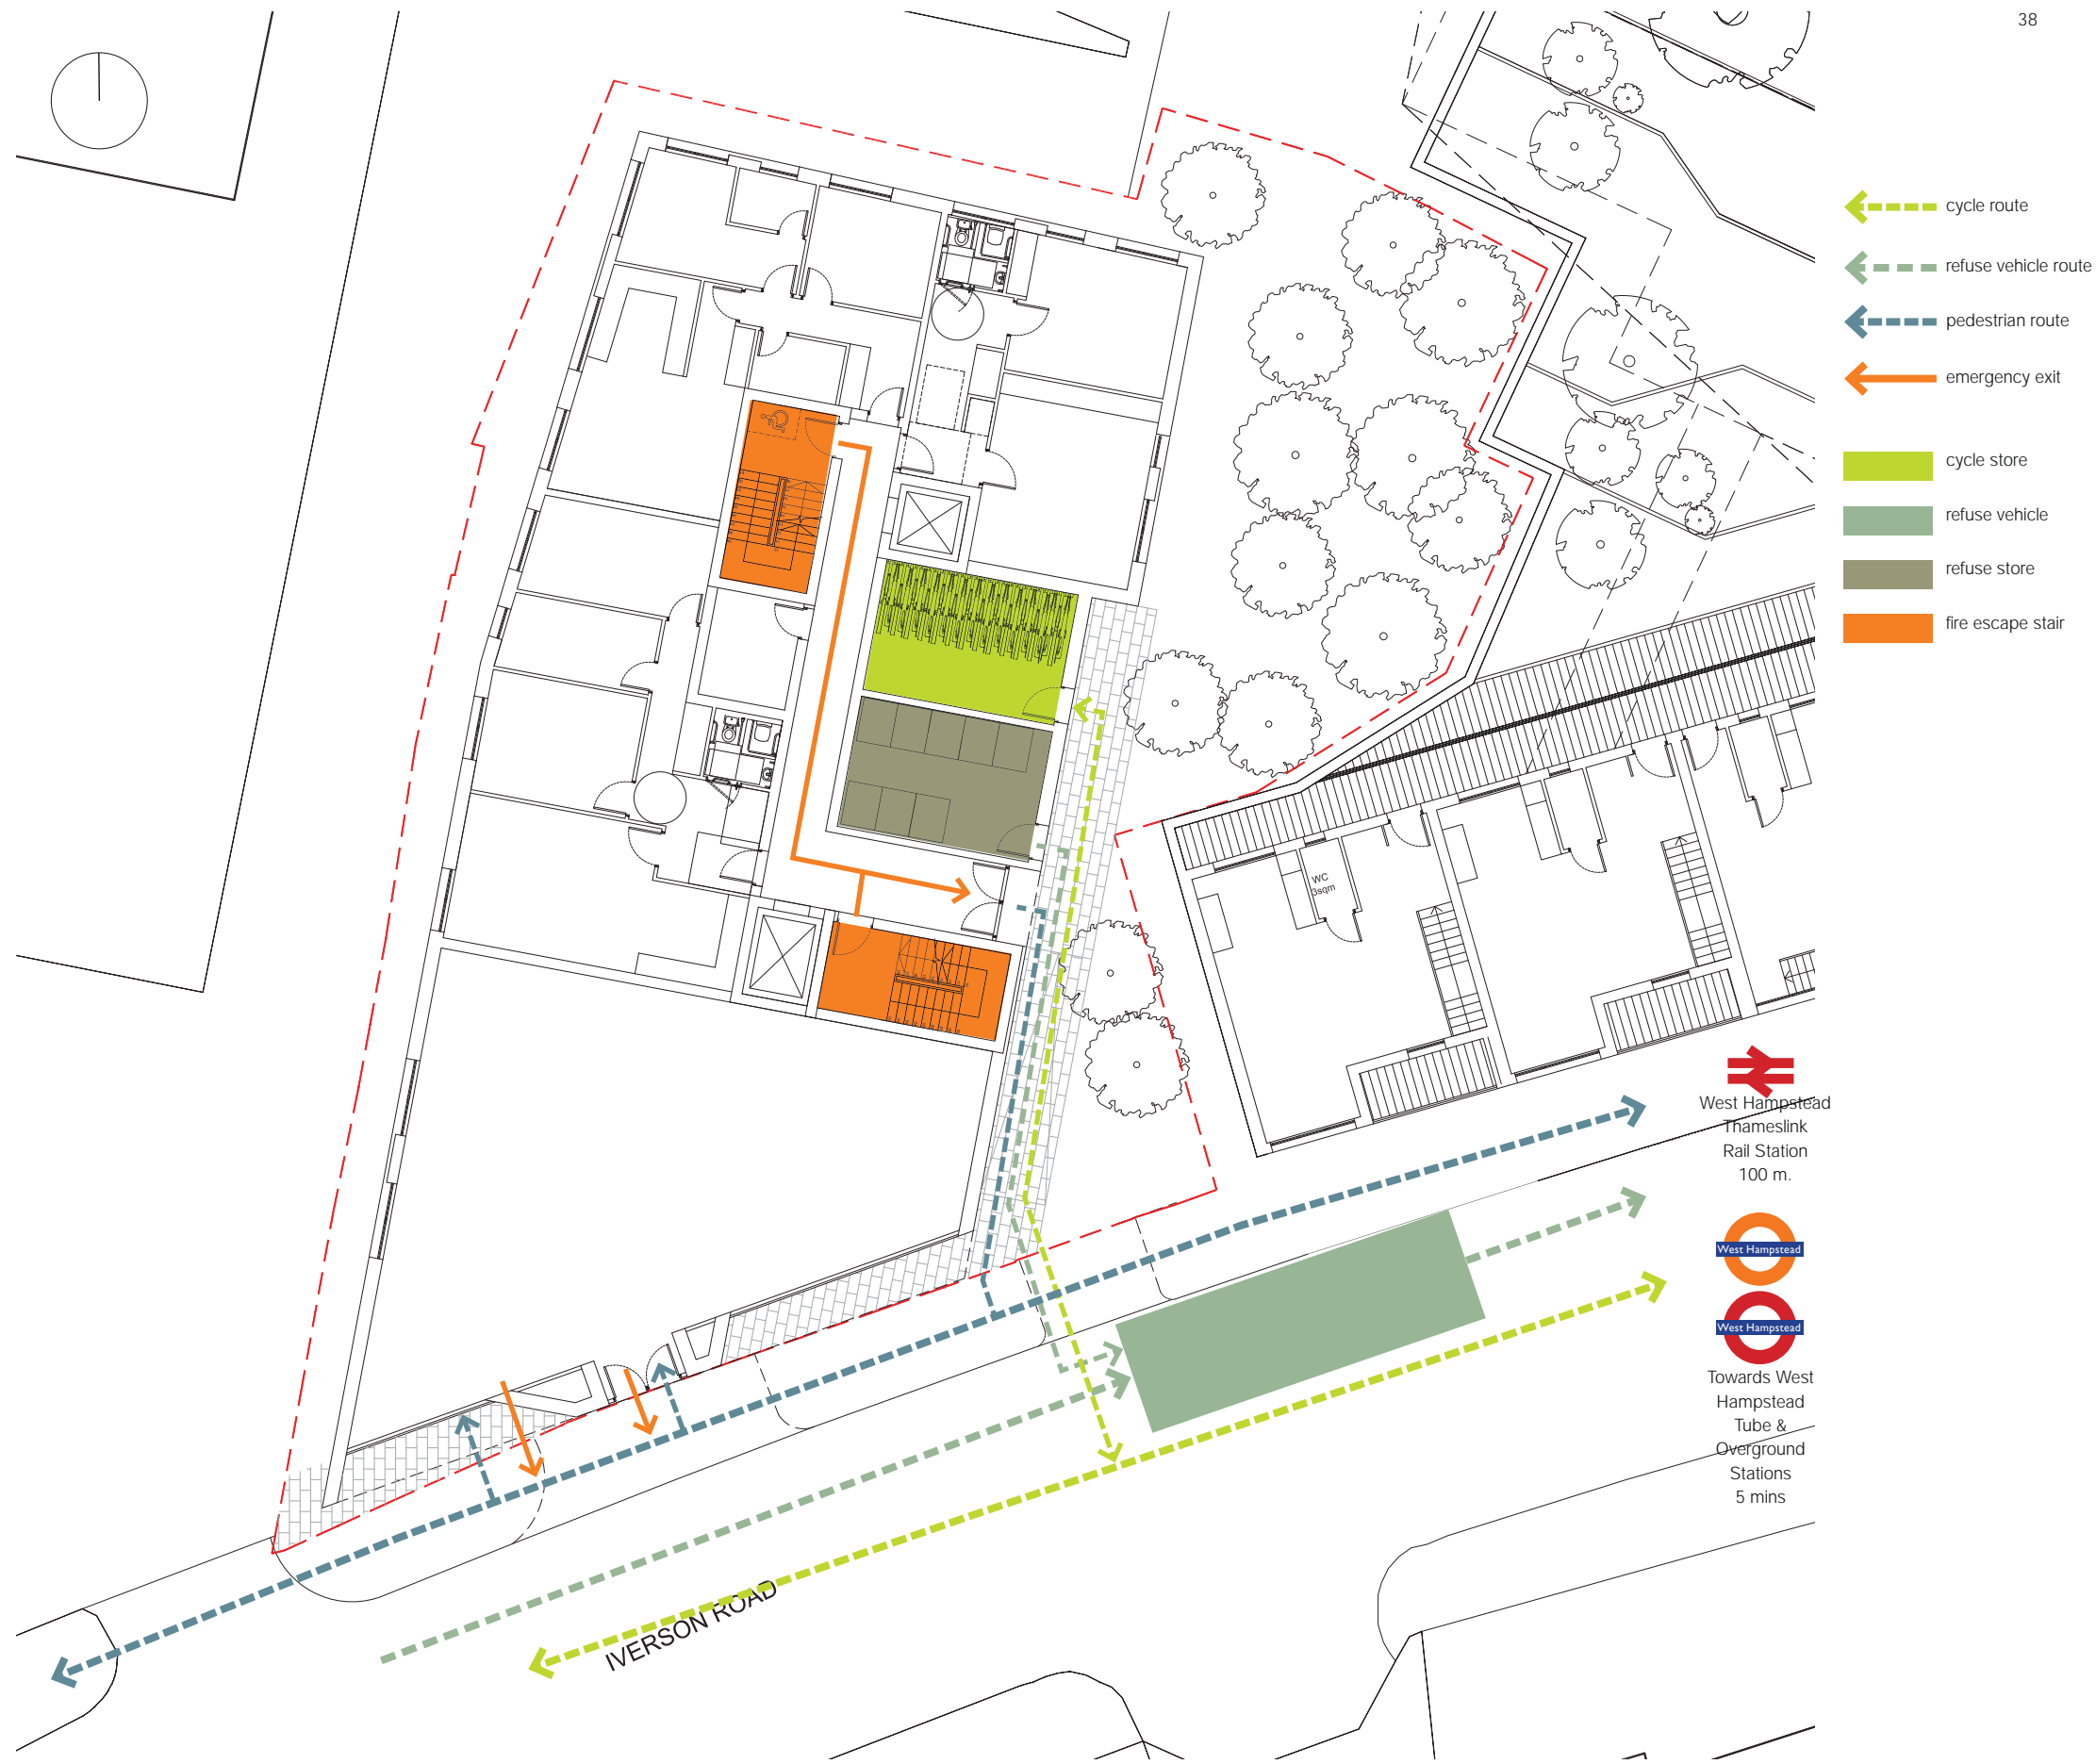 38
cycle route
refuse vehicle route
pedestrian route
emergency exit
cycle store
refuse vehicle
refuse store
fire escape stair
WC
3sqm
West Hampstead
Thameslink
Rail Station
100 m.
West Hampstead
West Hampstead
Towards West
Hampstead
Tube &
Overground
Stations
5 mins
IVERSON ROAD